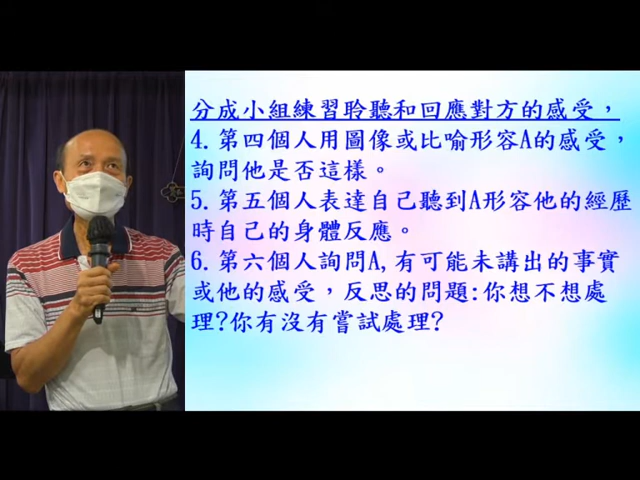 分成小組練習聆聽和回應對方的感受，
4.第四個人用圖像或比喻形容A的感受，
詢問他是否這樣。
5.第五個人表達自己聽到A形容他的經歷
時自己的身體反應。
6.第六個人詢問A,有可能未講出的事實
或他的感受，反思的問題:你想不想處
理?你有沒有嘗試處理?